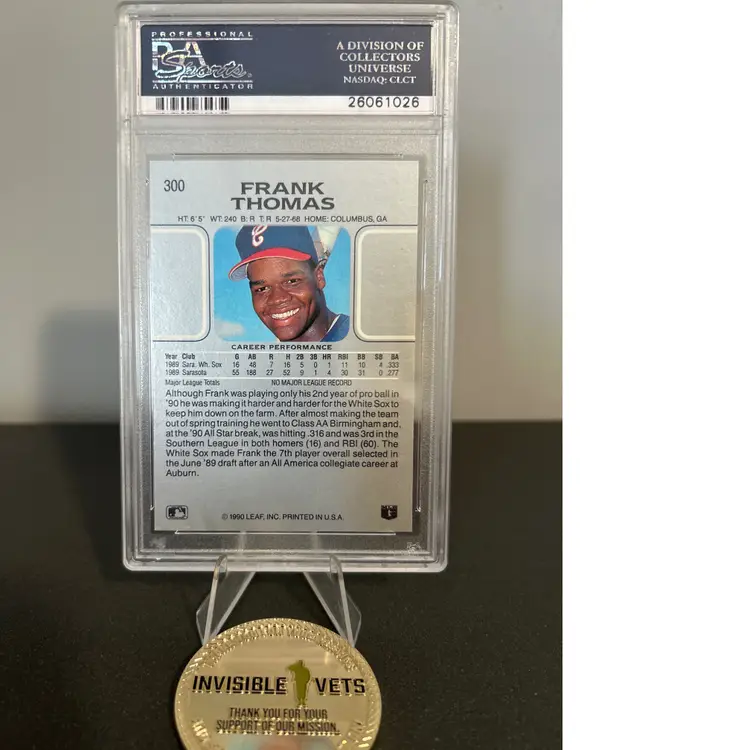 PROFESSIONAL
PSA
Sports
AUTHENTICATOR
A DIVISION OF
COLLECTORS
UNIVERSE
NASDAQ: CLCT
26061026
300
FRANK
THOMAS
HT: 6'5" WT: 240 B: R T: R 5-27-68 HOME: COLUMBUS, GA
CAREER PERFORMANCE
Year Club G AB R H 2B 3B HR RBI BB SB BA
1989 Sara. Wh. Sox 16 48 7 16 5 0 1 11 10 4 .333
1989 Sarasota 55 188 27 52 9 1 4 30 31 0 .277
Major League Totals NO MAJOR LEAGUE RECORD
Although Frank was playing only his 2nd year of pro ball in
'90 he was making it harder and harder for the White Sox to
keep him down on the farm. After almost making the team
out of spring training he went to Class AA Birmingham and,
at the '90 All Star break, was hitting .316 and was 3rd in the
Southern League in both homers (16) and RBI (60). The
White Sox made Frank the 7th player overall selected in
the June '89 draft after an All America collegiate career at
Auburn.
© 1990 LEAF, INC. PRINTED IN U.S.A.
INVISIBLE VETS
THANK YOU FOR YOUR
SUPPORT OF OUR MISSION.